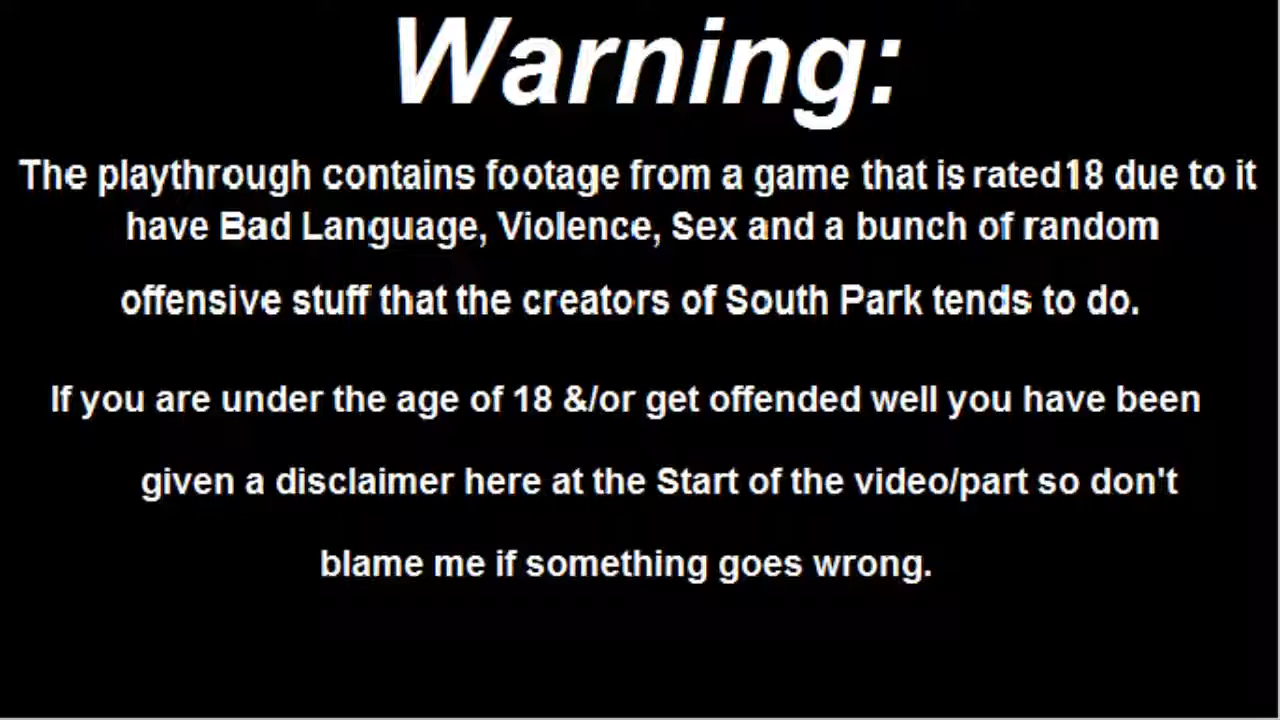 Warning:
The playthrough contains footage from a game that is rated 18 due to it
have Bad Language, Violence, Sex and a bunch of random
offensive stuff that the creators of South Park tends to do.
If you are under the age of 18 &/or get offended well you have been
given a disclaimer here at the Start of the video/part so don't
blame me if something goes wrong.